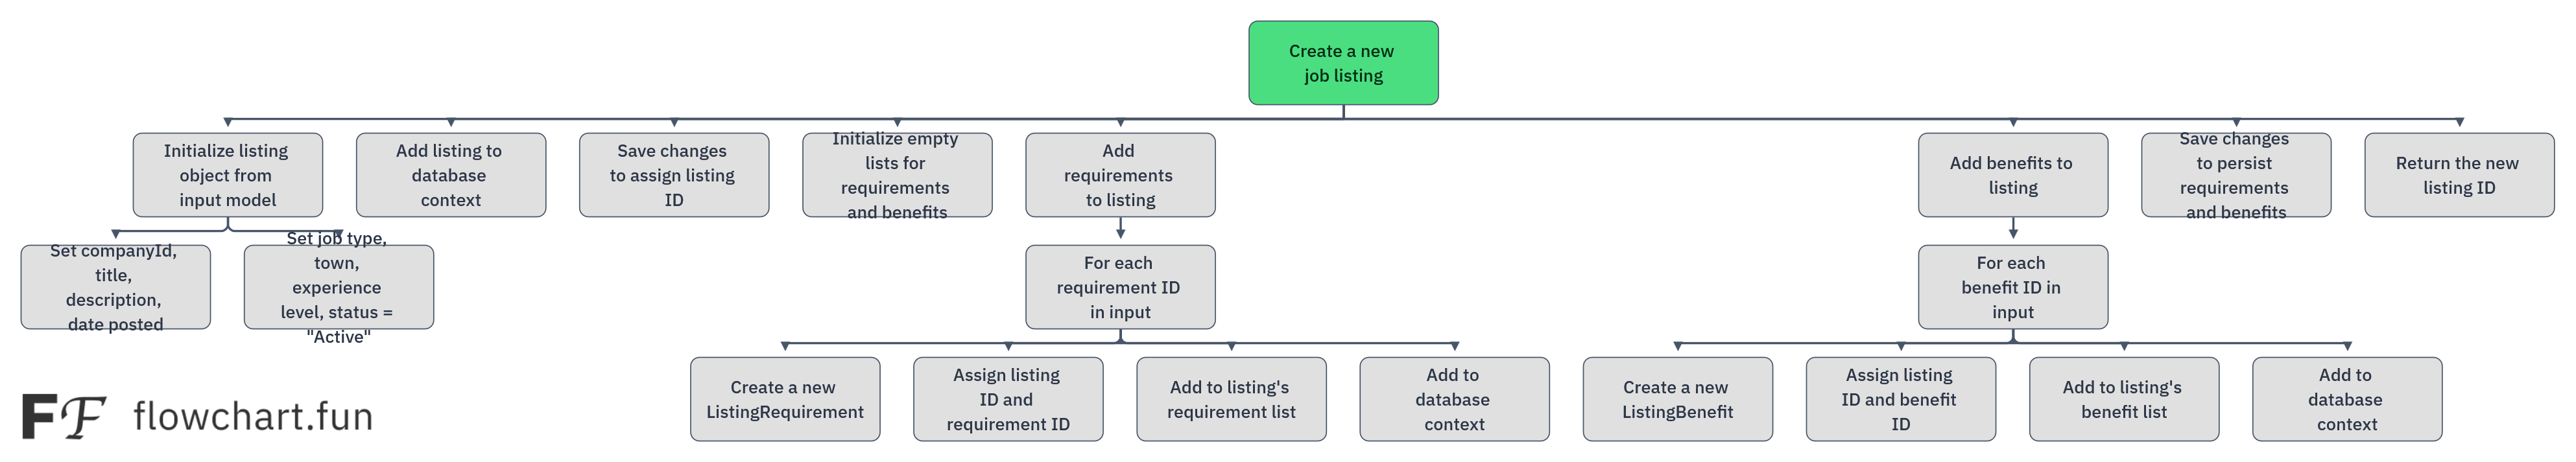 Create a new
job listing
Initialize listing
object from
input model
Add listing to
database
context
Save changes
to assign listing
ID
Initialize empty
lists for
requirements
and benefits
Add
requirements
to listing
Add benefits to
listing
Save changes
to persist
requirements
and benefits
Return the new
listing ID
Set companyId,
title,
description,
date posted
Set job type,
town,
experience
level, status =
"Active"
For each
requirement ID
in input
For each
benefit ID in
input
Create a new
ListingRequirement
Assign listing
ID and
requirement ID
Add to listing's
requirement list
Add to
database
context
Create a new
ListingBenefit
Assign listing
ID and benefit
ID
Add to listing's
benefit list
Add to
database
context
FF flowchart.fun